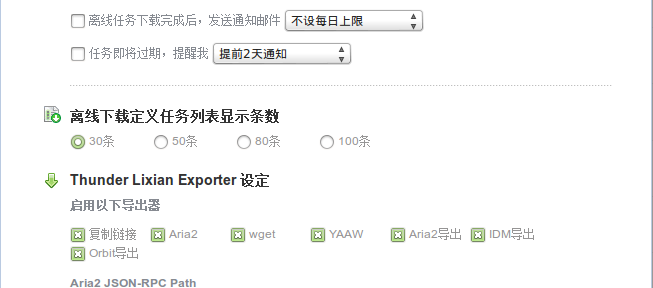 离线任务下载完成后，发送通知邮件 不设每日上限
任务即将过期，提醒我 提前2天通知
离线下载定义任务列表显示条数
30条 50条 80条 100条
Thunder Lixian Exporter 设定
启用以下导出器
复制链接 Aria2 wget YAAW Aria2导出 IDM导出
Orbit导出
Aria2 JSON-RPC Path